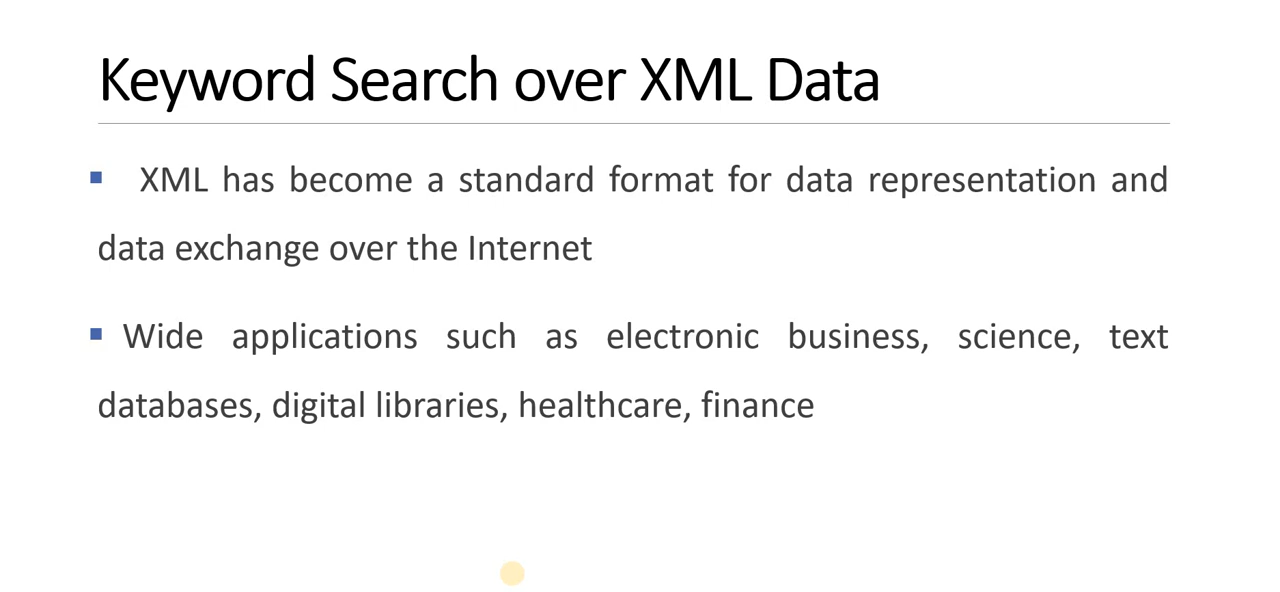 Keyword Search over XML Data
▪ XML has become a standard format for data representation and
data exchange over the Internet
▪ Wide applications such as electronic business, science, text
databases, digital libraries, healthcare, finance